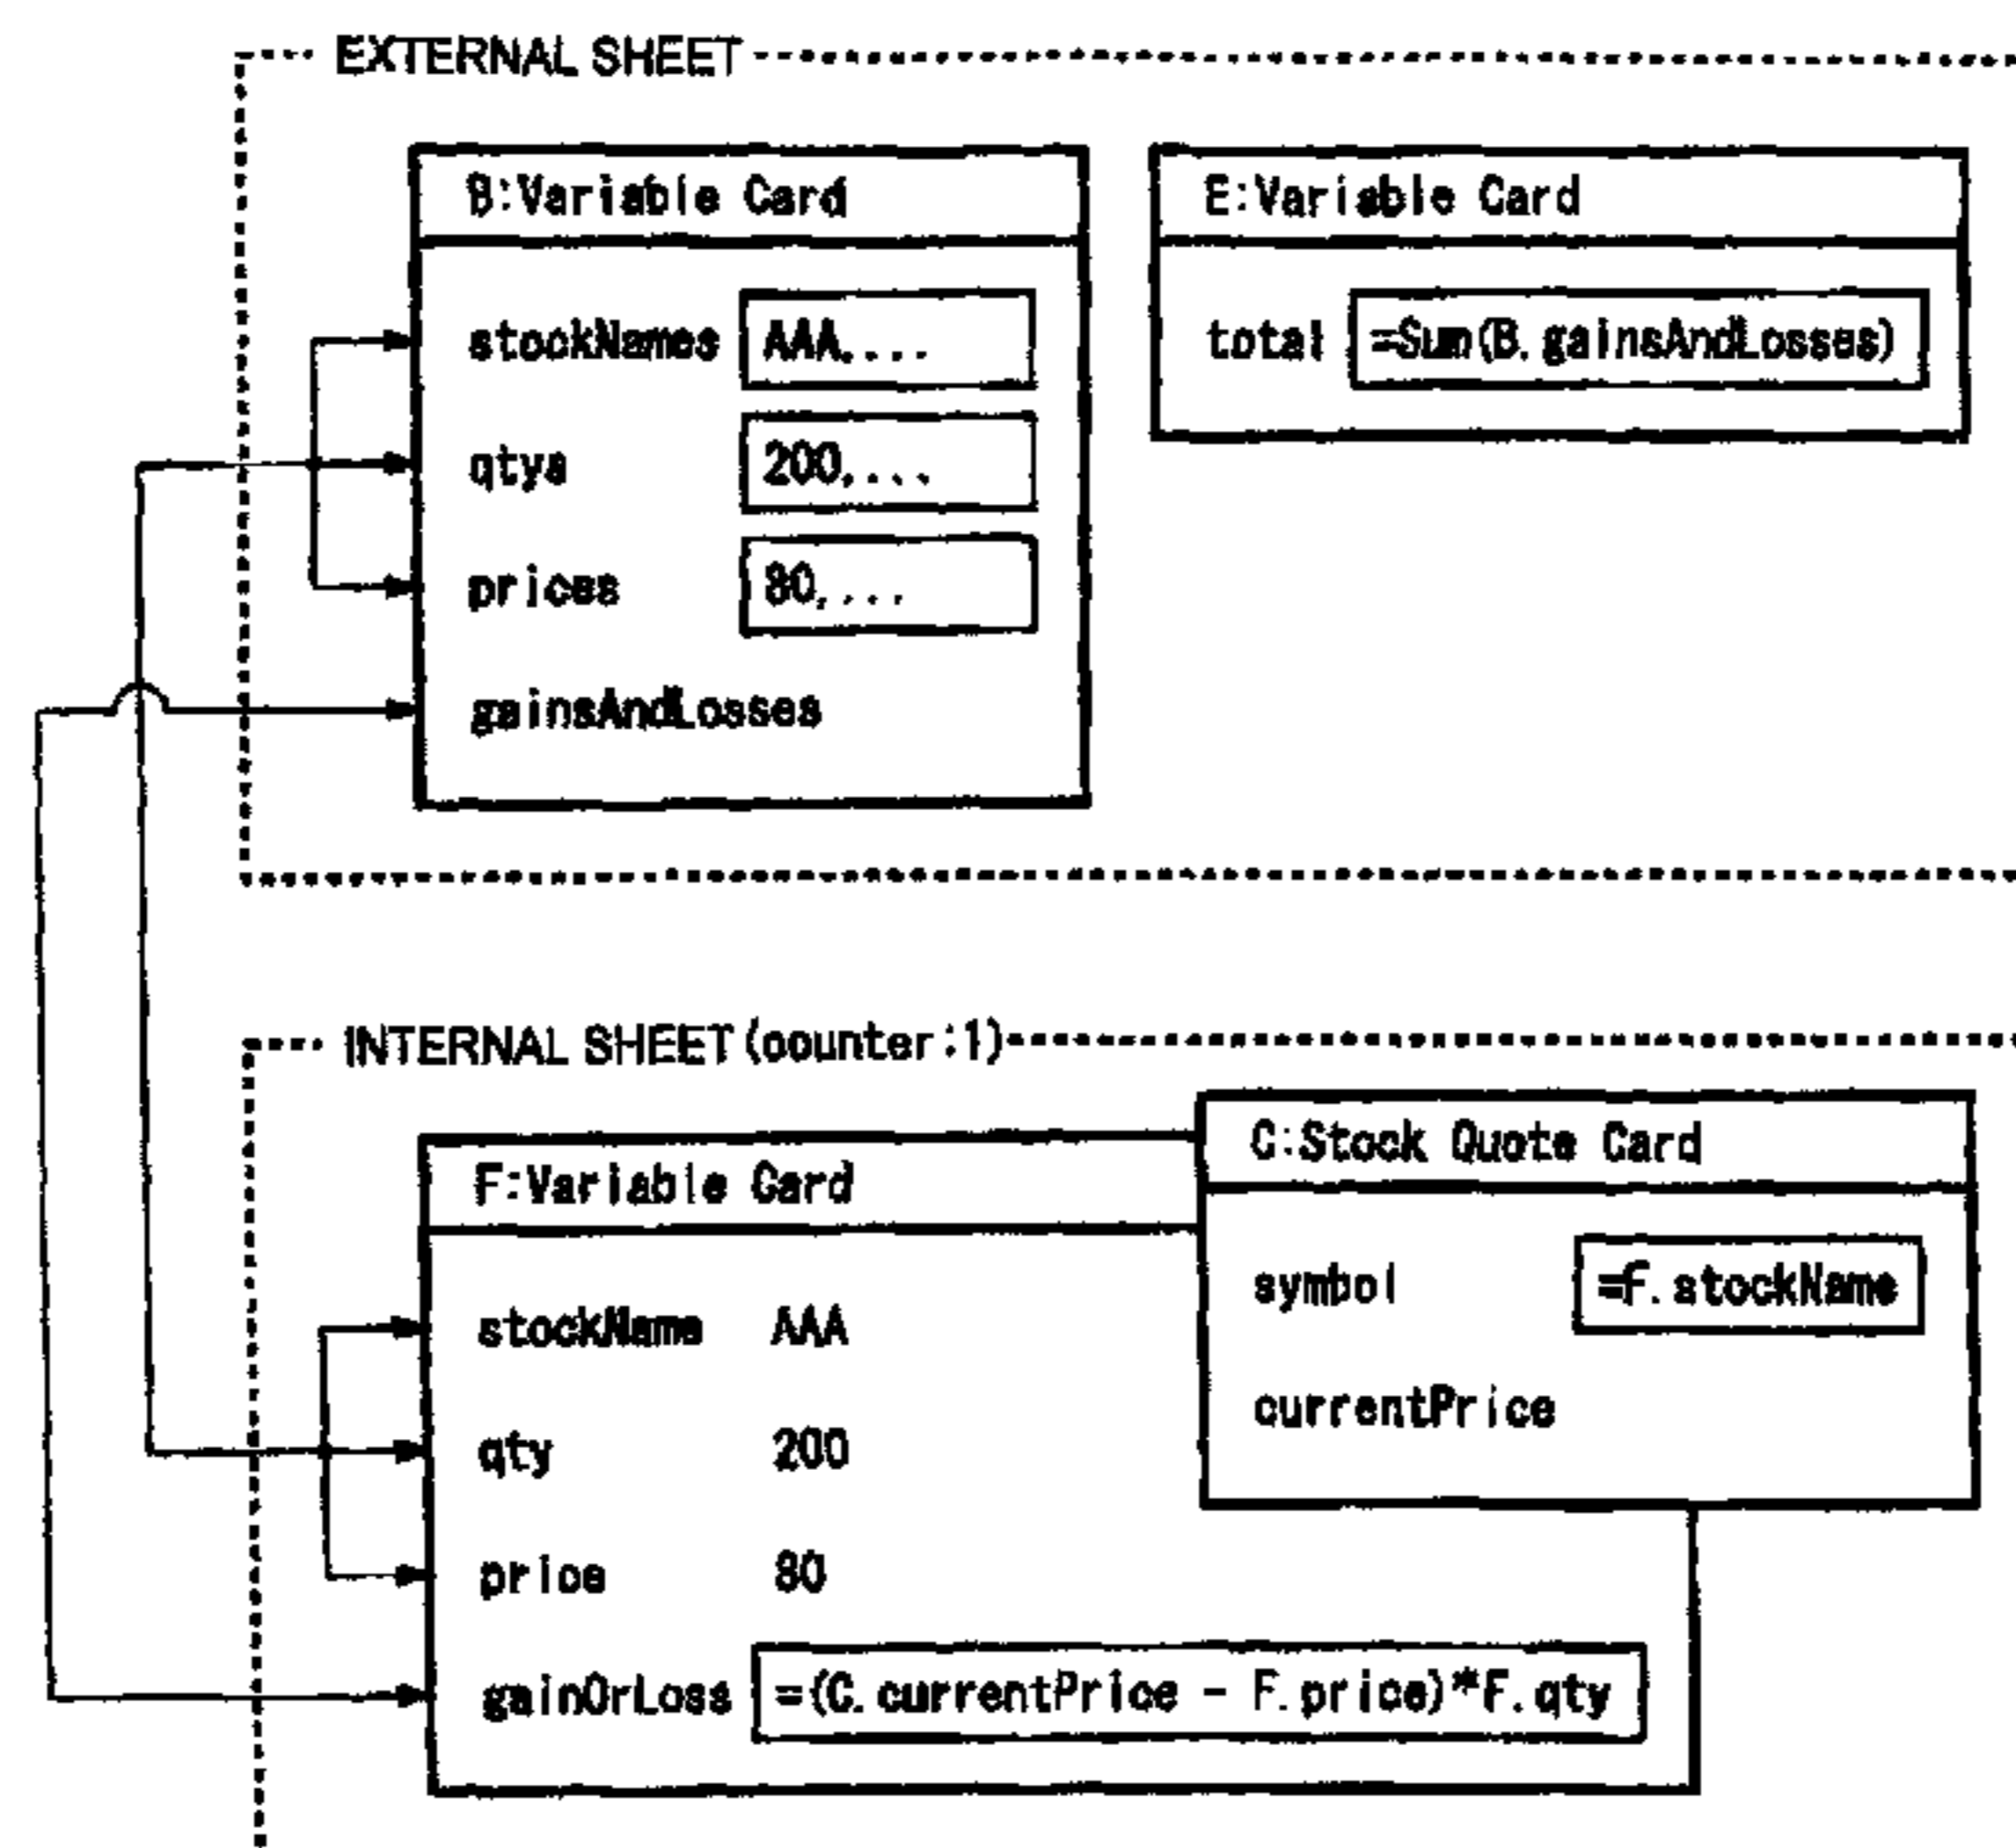 EXTERNAL SHEET
B:Variable Card
stockNames AAA,...
qtys 200,...
prices 80,...
gainsAndLosses
E:Variable Card
total =Sum(B.gainsAndLosses)
INTERNAL SHEET(counter:1)
F:Variable Card
stockName AAA
qty 200
price 80
gainOrLoss =(C.currentPrice - F.price)*F.qty
C:Stock Quote Card
symbol =F.stockName
currentPrice